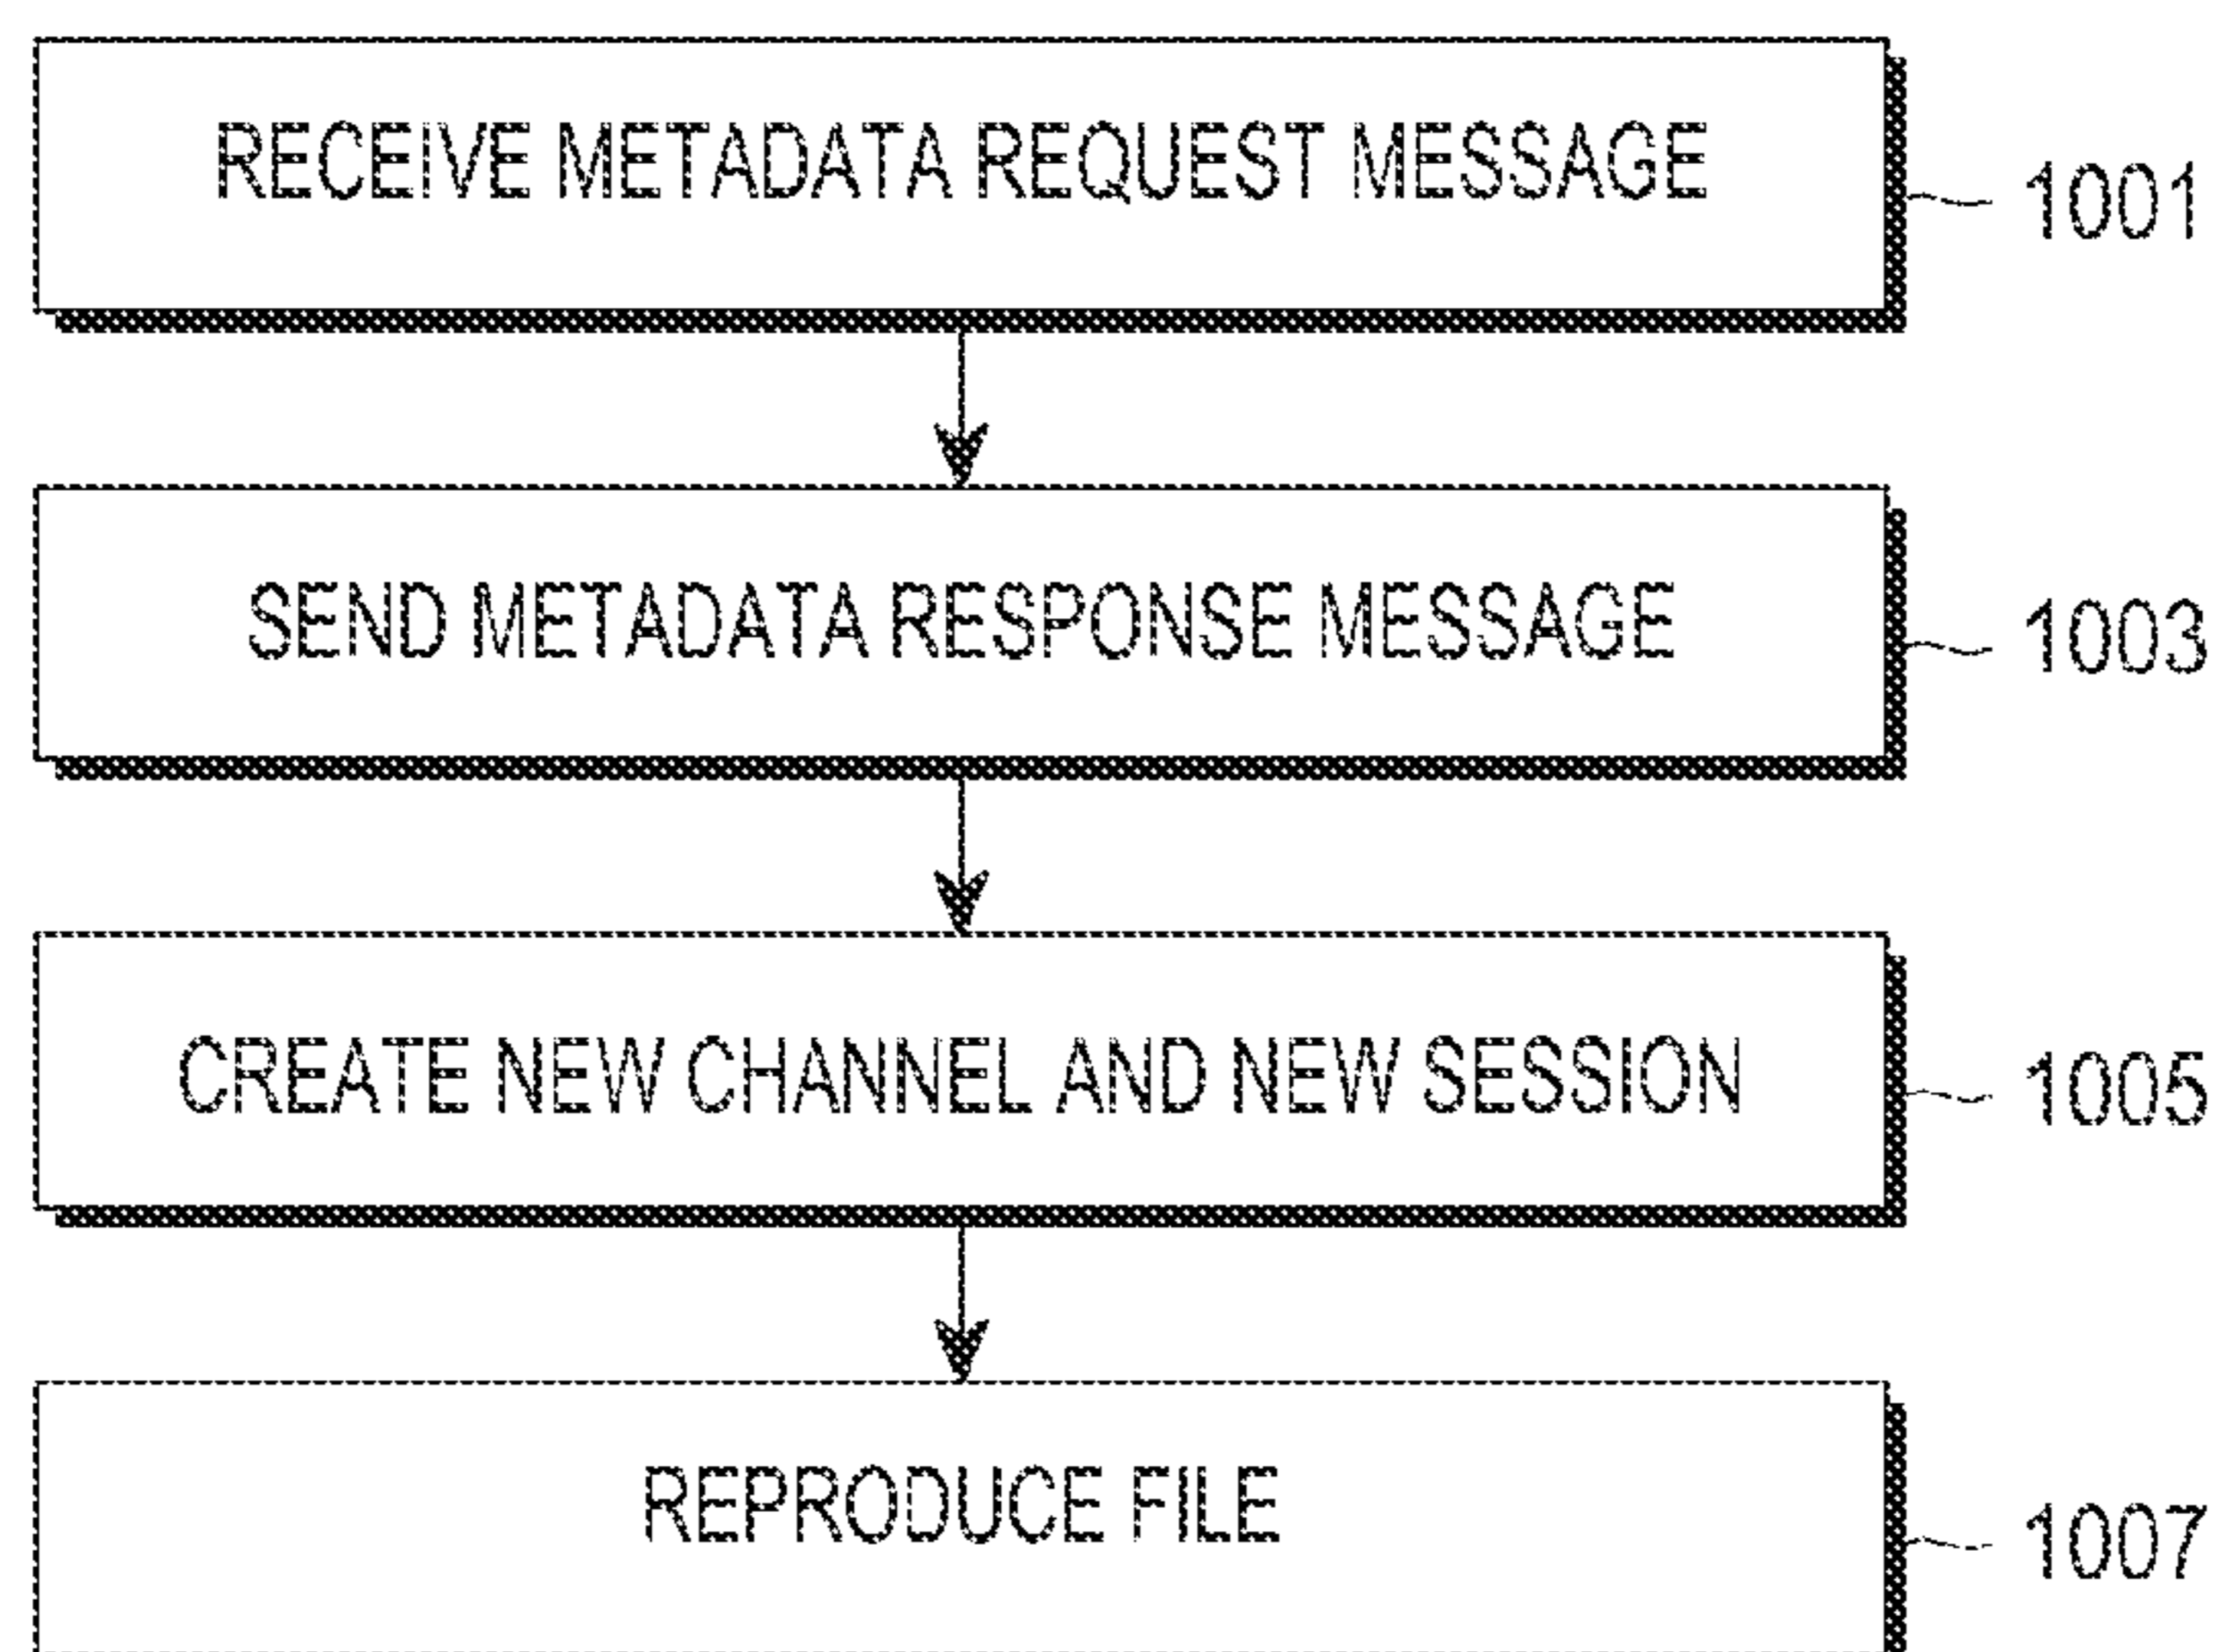 RECEIVE METADATA REQUEST MESSAGE
1001
SEND METADATA RESPONSE MESSAGE
1003
CREATE NEW CHANNEL AND NEW SESSION
1005
REPRODUCE FILE
1007